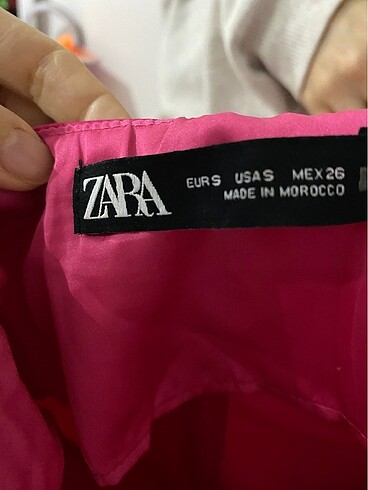 ZARA
EUR S USA S MEX 26
MADE IN MOROCCO